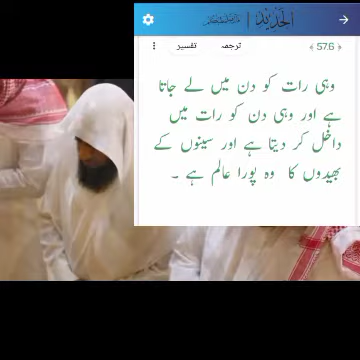 الحَدِيْد
ترجمہ تفسیر
﴿ 57:6 ﴾
وہی رات کو دن میں لے جاتا
ہے اور وہی دن کو رات میں
داخل کر دیتا ہے اور سینوں کے
بھیدوں کا وہ پورا عالم ہے ۔